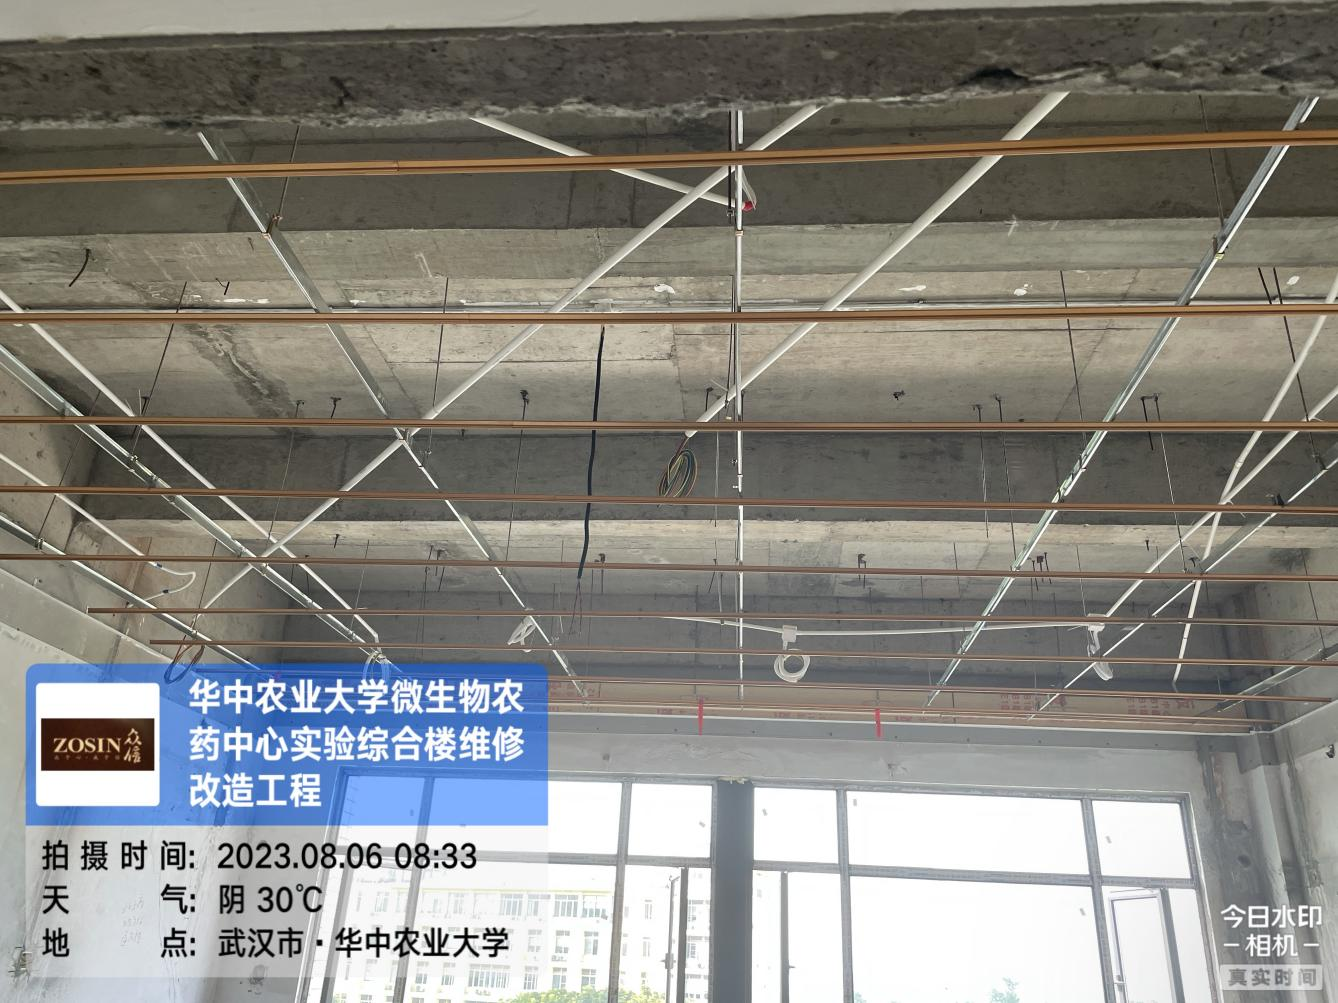 华中农业大学微生物农
药中心实验综合楼维修
改造工程
ZOSIN众信
拍摄时间: 2023.08.06 08:33
天气: 阴 30℃
地点: 武汉市·华中农业大学
今日水印
相机
真实时间